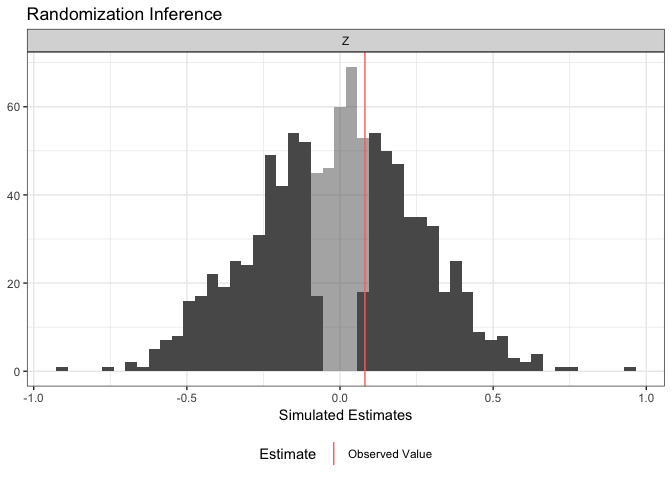 Randomization Inference
Z
60
40
20
0
-1.0 -0.5 0.0 0.5 1.0
Simulated Estimates
Estimate Observed Value